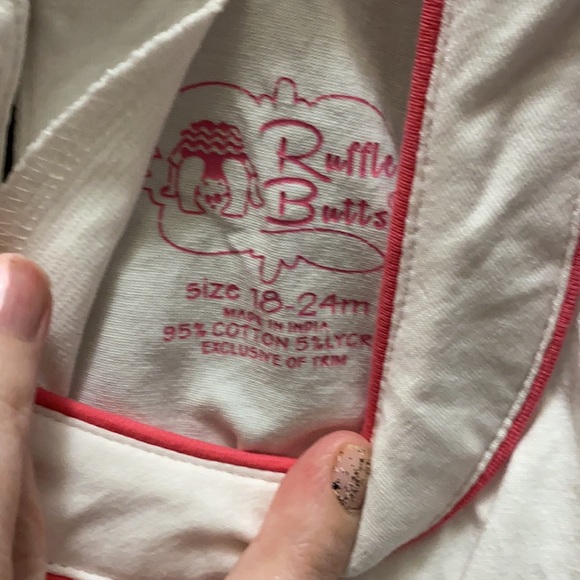 Ruffle
Butts
Size 18-24m
MADE IN INDIA
95% COTTON 5% LYCR
EXCLUSIVE OF TRIM